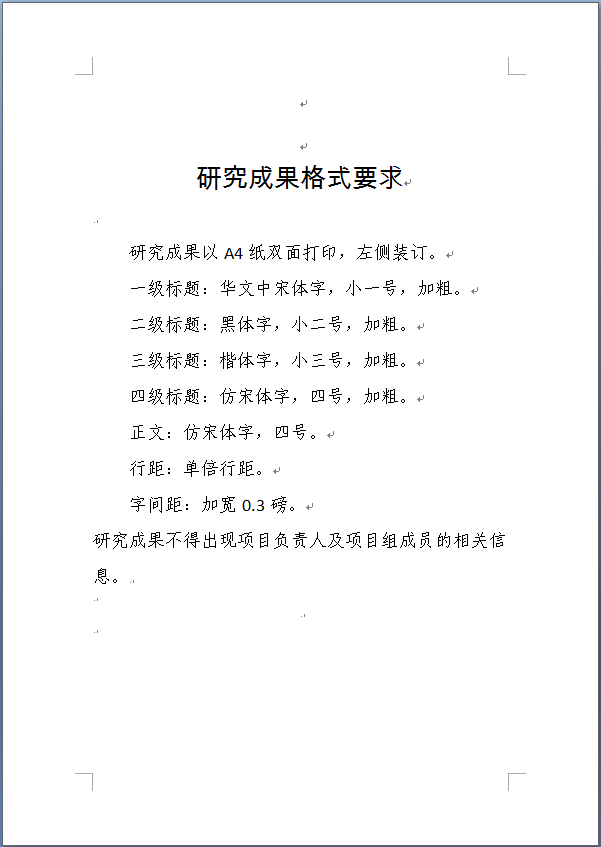 研究成果格式要求
研究成果以 A4 纸双面打印，左侧装订。
一级标题：华文中宋体字，小一号，加粗。
二级标题：黑体字，小二号，加粗。
三级标题：楷体字，小三号，加粗。
四级标题：仿宋体字，四号，加粗。
正文：仿宋体字，四号。
行距：单倍行距。
字间距：加宽 0.3 磅。
研究成果不得出现项目负责人及项目组成员的相关信
息。